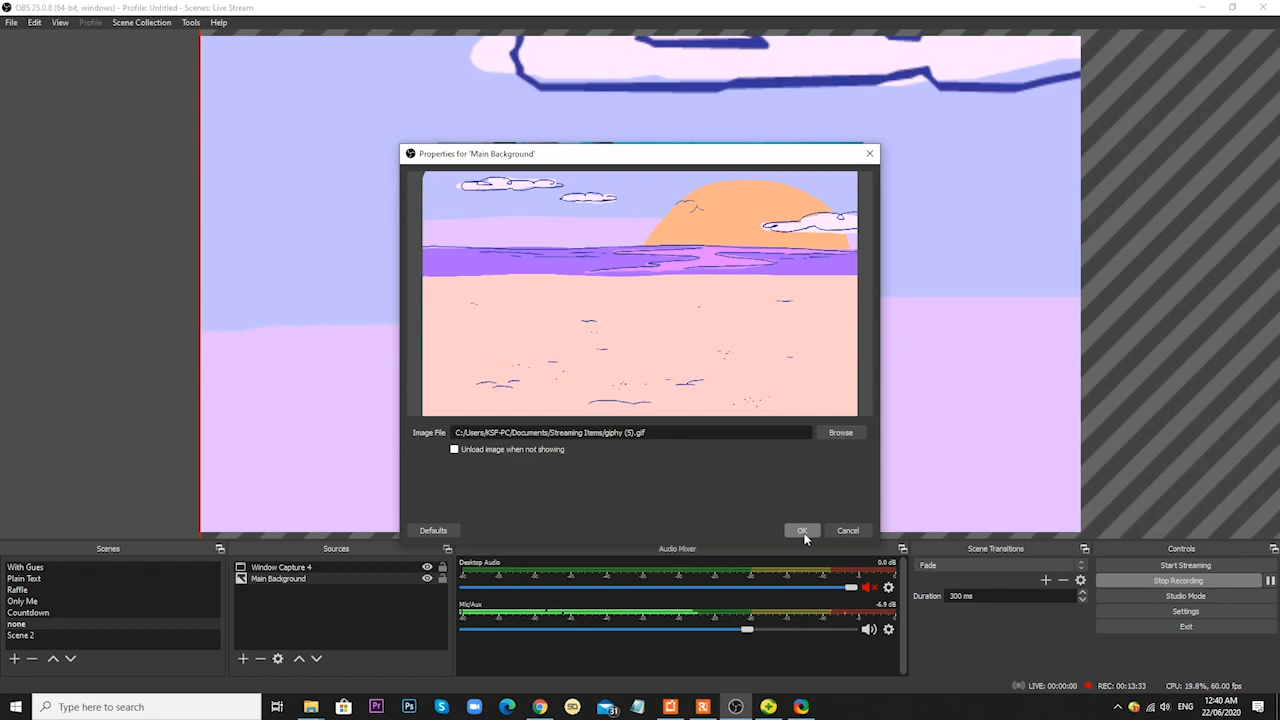 OBS 25.0.8 (64-bit, windows) - Profile: Untitled - Scenes: Live Stream
File Edit View Profile Scene Collection Tools Help
Properties for 'Main Background'
Image File C:/Users/KSF-PC/Documents/Streaming Items/giphy (5).gif Browse
Unload image when not showing
Defaults OK Cancel
Scenes Sources Audio Mixer Scene Transitions Controls
With Gues
Plain Text
Raffle
Only Me
Countdown
none
Scene 2
Window Capture 4
Main Background
Desktop Audio 0.0 dB
Mic/Aux -6.9 dB
Fade
Duration 300 ms
Start Streaming
Stop Recording
Studio Mode
Settings
Exit
LIVE: 00:00:00 REC: 00:13:33 CPU: 19.8%, 60.00 fps
Type here to search
31
ENG
12:40 AM
22/06/2020